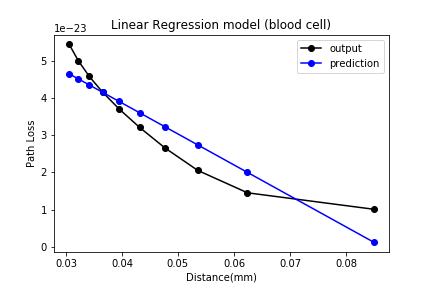 Linear Regression model (blood cell)
1e−23
output
prediction
5
4
3
2
1
0
Path Loss
0.03 0.04 0.05 0.06 0.07 0.08
Distance(mm)